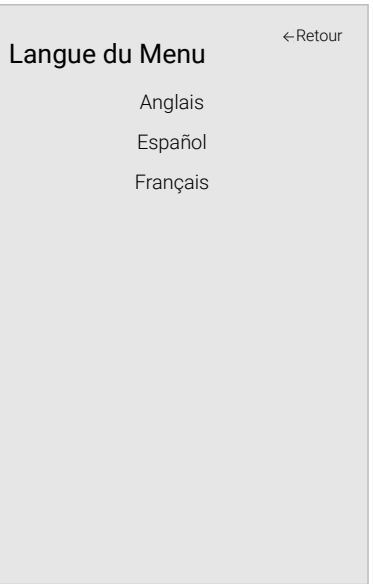 ←Retour
Langue du Menu
Anglais
Español
Français